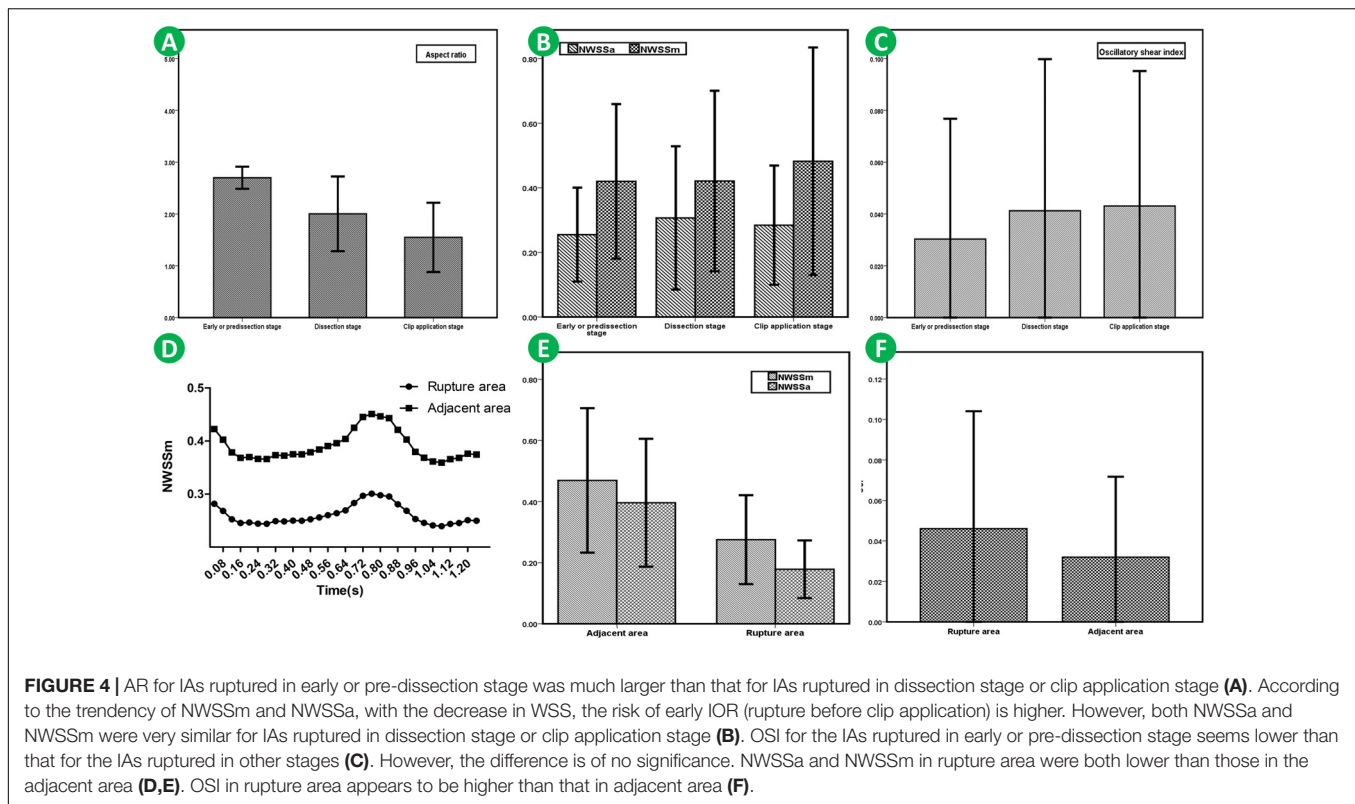 A
Aspect ratio
5.00
4.00
3.00
2.00
1.00
0.00
Early or predissection stage
Dissection stage
Clip application stage
B
NWSSa NWSSm
0.80
0.60
0.40
0.20
0.00
Early or predissection
stage
Dissection stage
Clip application stage
C
Oscillatory shear index
0.100
0.080
0.060
0.040
0.020
0.000
Early or predissection stage
Dissection stage
Clip application stage
D
Rupture area
Adjacent area
NWSSm
0.5
0.4
0.3
0.08 0.16 0.24 0.32 0.40 0.48 0.56 0.64 0.72 0.80 0.88 0.96 1.04 1.12 1.20
Time(s)
E
NWSSm
NWSSa
0.80
0.60
0.40
0.20
0.00
Adjacent area
Rupture area
F
0.12
0.10
0.08
0.06
0.04
0.02
0.00
Rupture area
Adjacent area
FIGURE 4 | AR for IAs ruptured in early or pre-dissection stage was much larger than that for IAs ruptured in dissection stage or clip application stage (A). According
to the trendency of NWSSm and NWSSa, with the decrease in WSS, the risk of early IOR (rupture before clip application) is higher. However, both NWSSa and
NWSSm were very similar for IAs ruptured in dissection stage or clip application stage (B). OSI for the IAs ruptured in early or pre-dissection stage seems lower than
that for the IAs ruptured in other stages (C). However, the difference is of no significance. NWSSa and NWSSm in rupture area were both lower than those in the
adjacent area (D,E). OSI in rupture area appears to be higher than that in adjacent area (F).